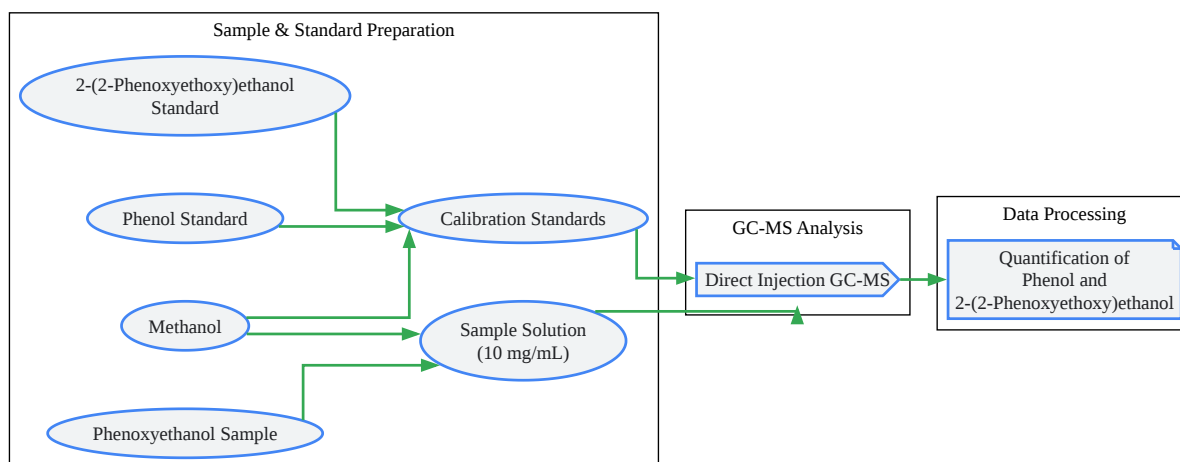 Sample & Standard Preparation
2-(2-Phenoxyethoxy)ethanol
Standard
Phenol Standard
Calibration Standards
Methanol
Sample Solution
(10 mg/mL)
Phenoxyethanol Sample
GC-MS Analysis
Direct Injection GC-MS
Data Processing
Quantification of
Phenol and
2-(2-Phenoxyethoxy)ethanol